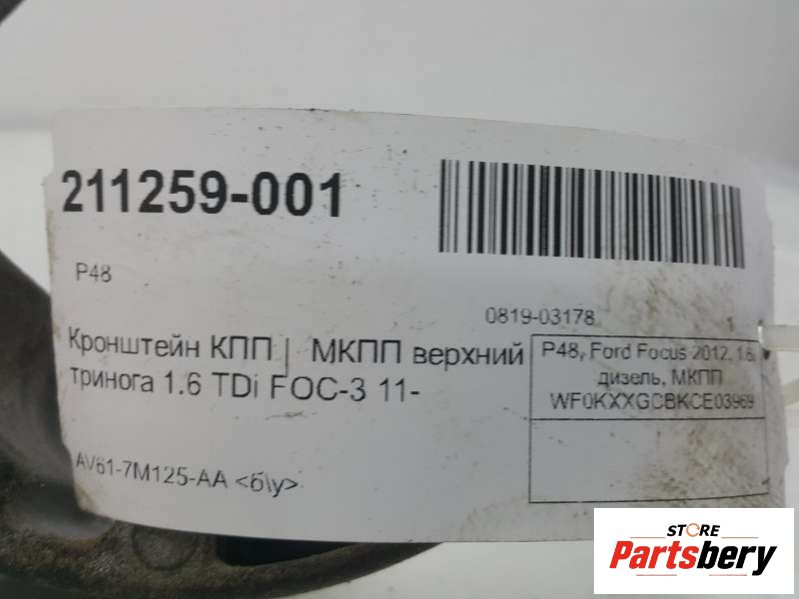 211259-001
P48
0819-03178 1
Кронштейн КПП | МКПП верхний
тринога 1.6 TDi FOC-3 11-
P48, Ford Focus 2012, 1.6,
дизель, МКПП
WF0KXXGCBKCE03969
AV61-7M125-AA <б\у>
STORE
Partsbery